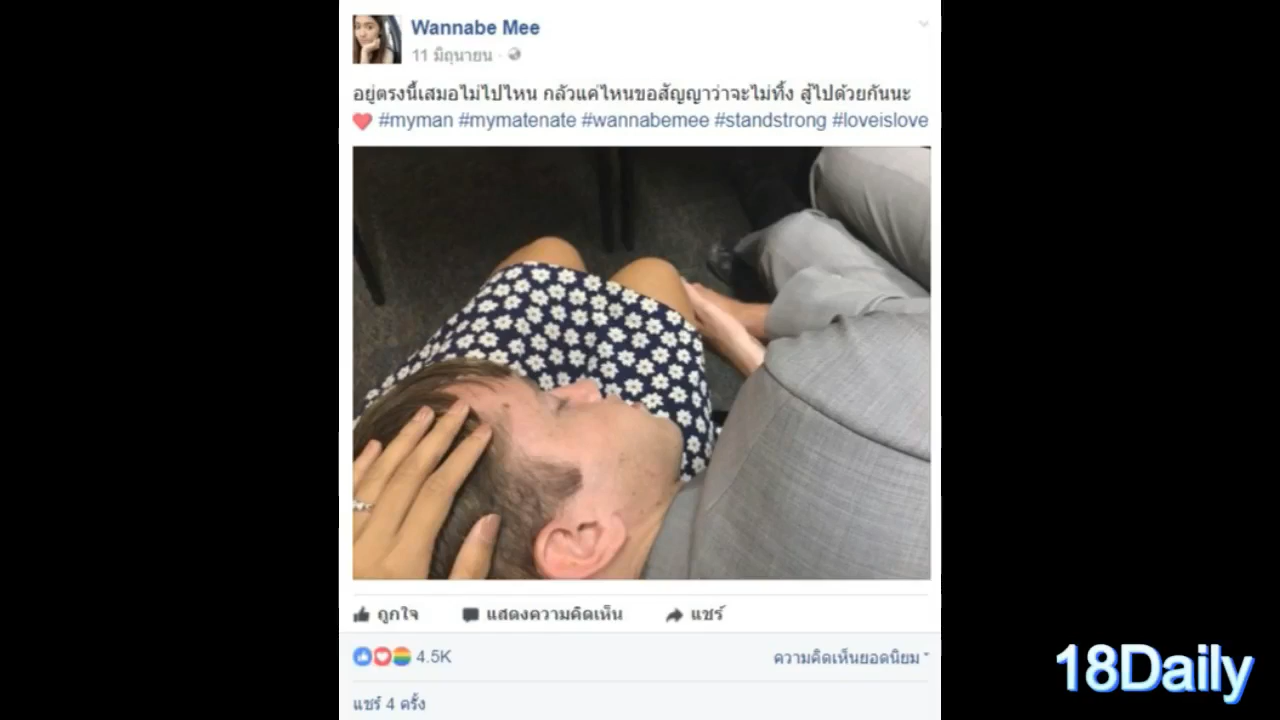 Wannabe Mee
11 มิถุนายน ·
อยู่ตรงนี้เสมอไม่ไปไหน กลัวแค่ไหนขอสัญญาว่าจะไม่ทิ้ง สู้ไปด้วยกันนะ
#myman #mymatenate #wannabemee #standstrong #loveislove
ถูกใจ แสดงความคิดเห็น แชร์
4.5K ความคิดเห็นยอดนิยม
แชร์ 4 ครั้ง
18Daily